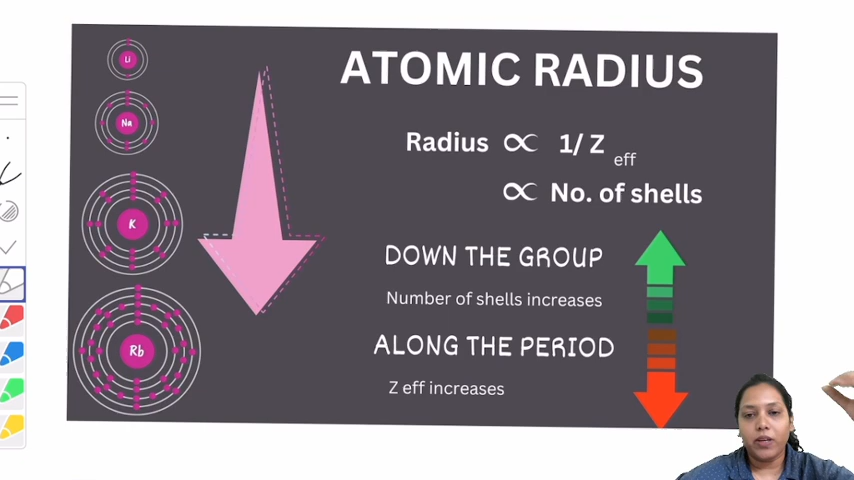 ATOMIC RADIUS
Radius ∝ 1/ Z eff
∝ No. of shells
DOWN THE GROUP
Number of shells increases
ALONG THE PERIOD
Z eff increases
Li
Na
K
Rb